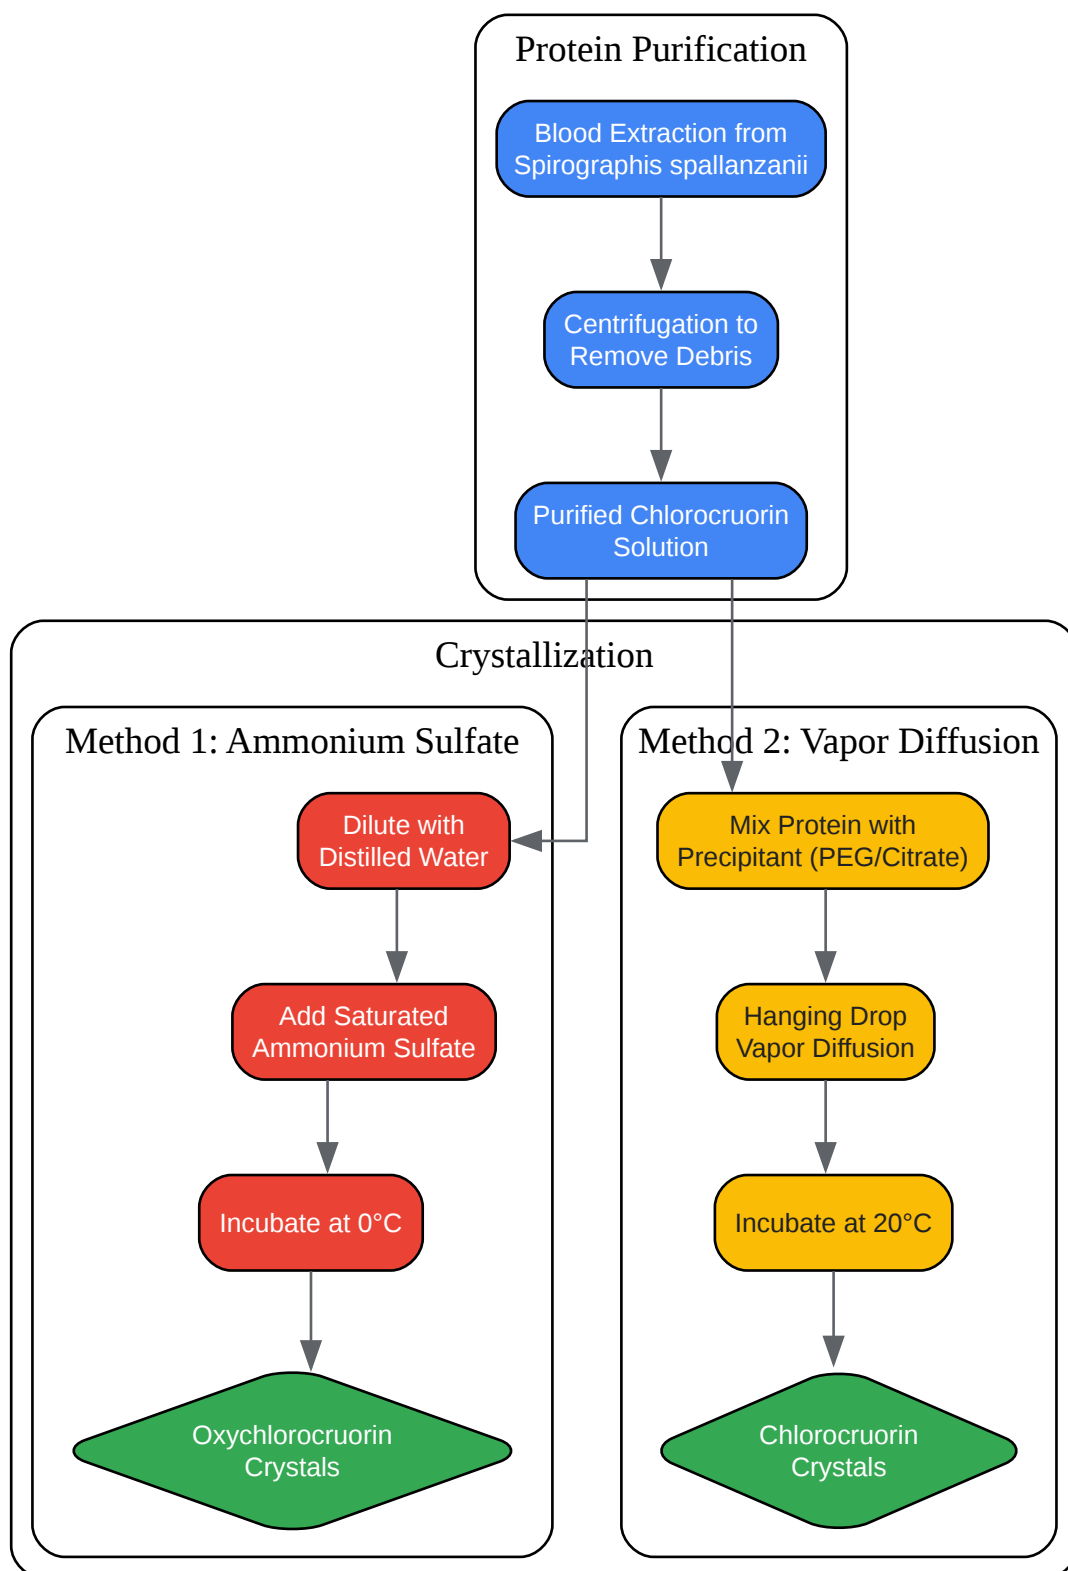 Protein Purification
Blood Extraction from
Spirographis spallanzanii
Centrifugation to
Remove Debris
Purified Chlorocruorin
Solution
Crystallization
Method 1: Ammonium Sulfate
Dilute with
Distilled Water
Add Saturated
Ammonium Sulfate
Incubate at 0°C
Oxychlorocruorin
Crystals
Method 2: Vapor Diffusion
Mix Protein with
Precipitant (PEG/Citrate)
Hanging Drop
Vapor Diffusion
Incubate at 20°C
Chlorocruorin
Crystals